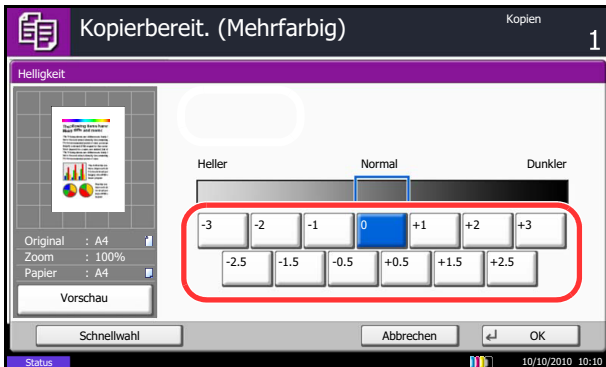 Kopierbereit. (Mehrfarbig)
Kopien
1
Helligkeit
Heller Normal Dunkler
-3 -2 -1 0 +1 +2 +3
-2.5 -1.5 -0.5 +0.5 +1.5 +2.5
Original : A4
Zoom : 100%
Papier : A4
Vorschau
Schnellwahl Abbrechen OK
Status 10/10/2010 10:10